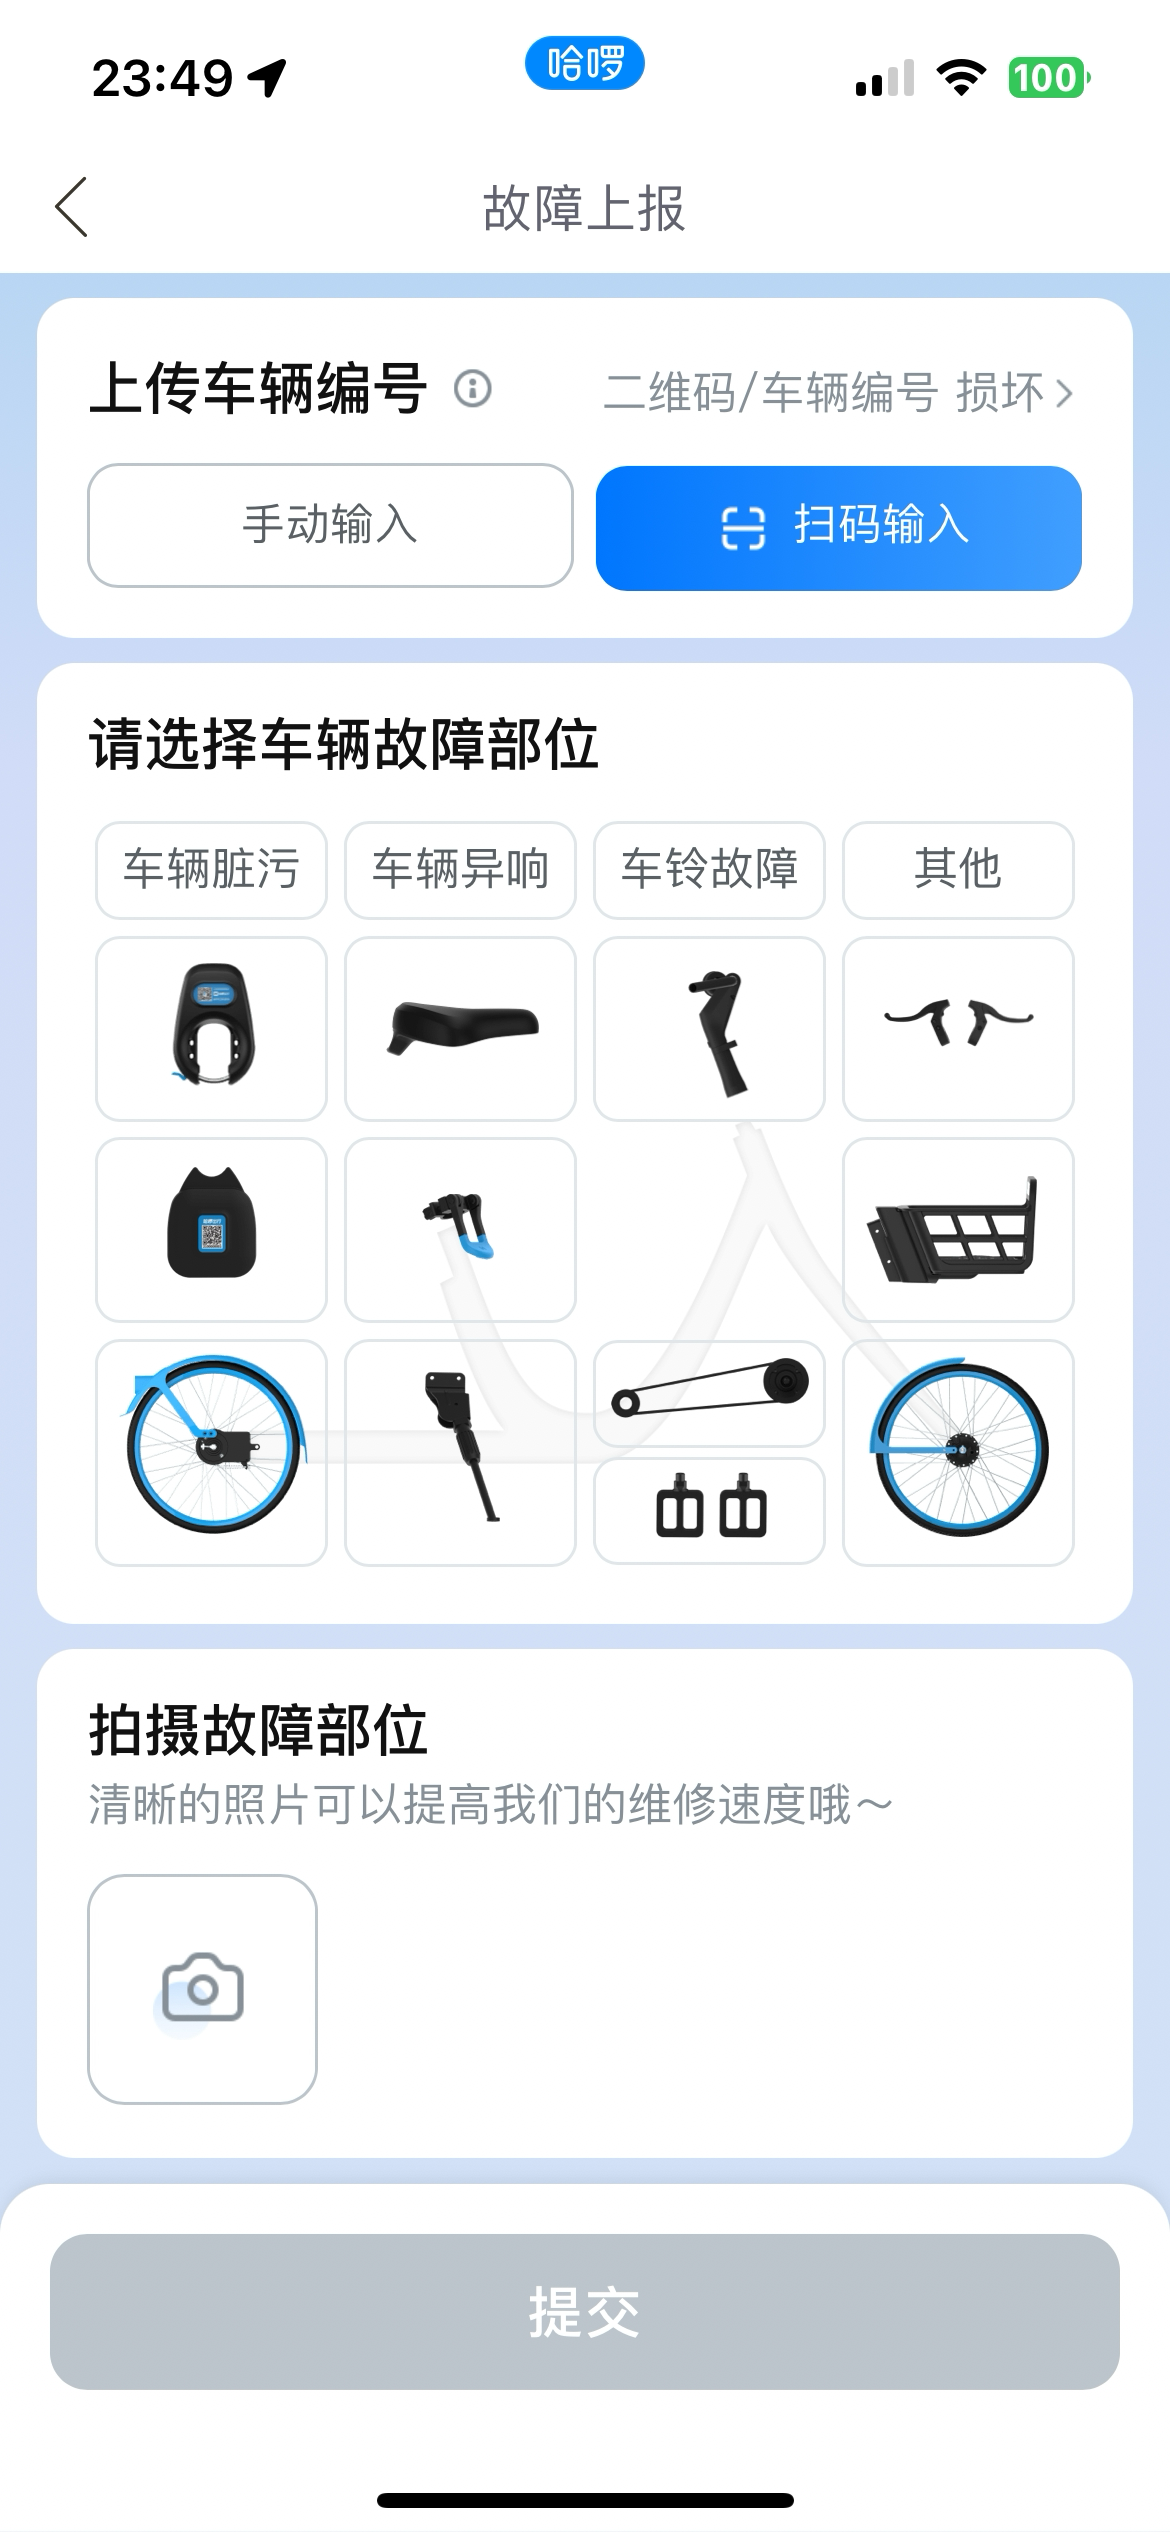 23:49
哈啰
100
故障上报
上传车辆编号
二维码/车辆编号 损坏
手动输入
扫码输入
请选择车辆故障部位
车辆脏污
车辆异响
车铃故障
其他
拍摄故障部位
清晰的照片可以提高我们的维修速度哦～
提交